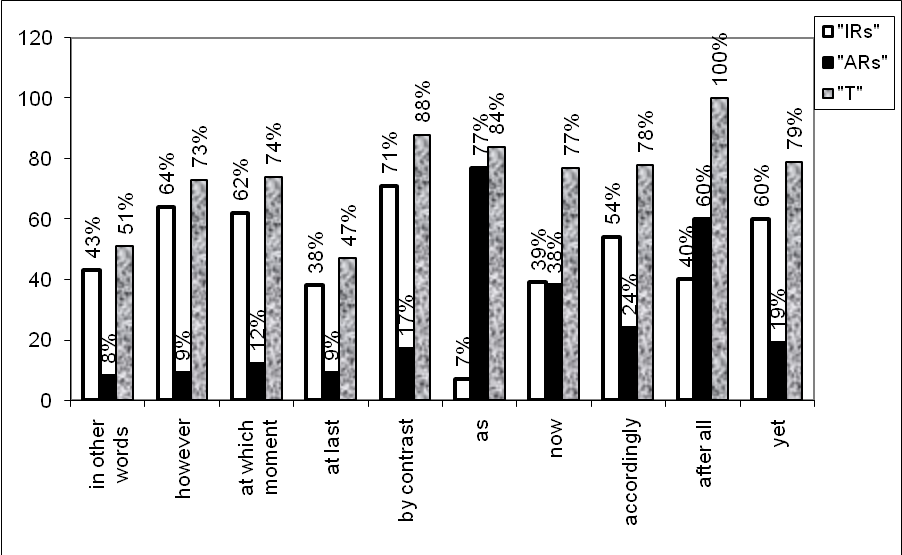 120
100
80
60
40
20
0
43%
8%
51%
64%
9%
73%
62%
12%
74%
38%
9%
47%
71%
17%
88%
7%
77%
84%
39%
38%
77%
54%
24%
78%
40%
60%
100%
60%
19%
79%
in other
words
however
at which
moment
at last
by contrast
as
now
accordingly
after all
yet
"IRs"
"ARs"
"T"